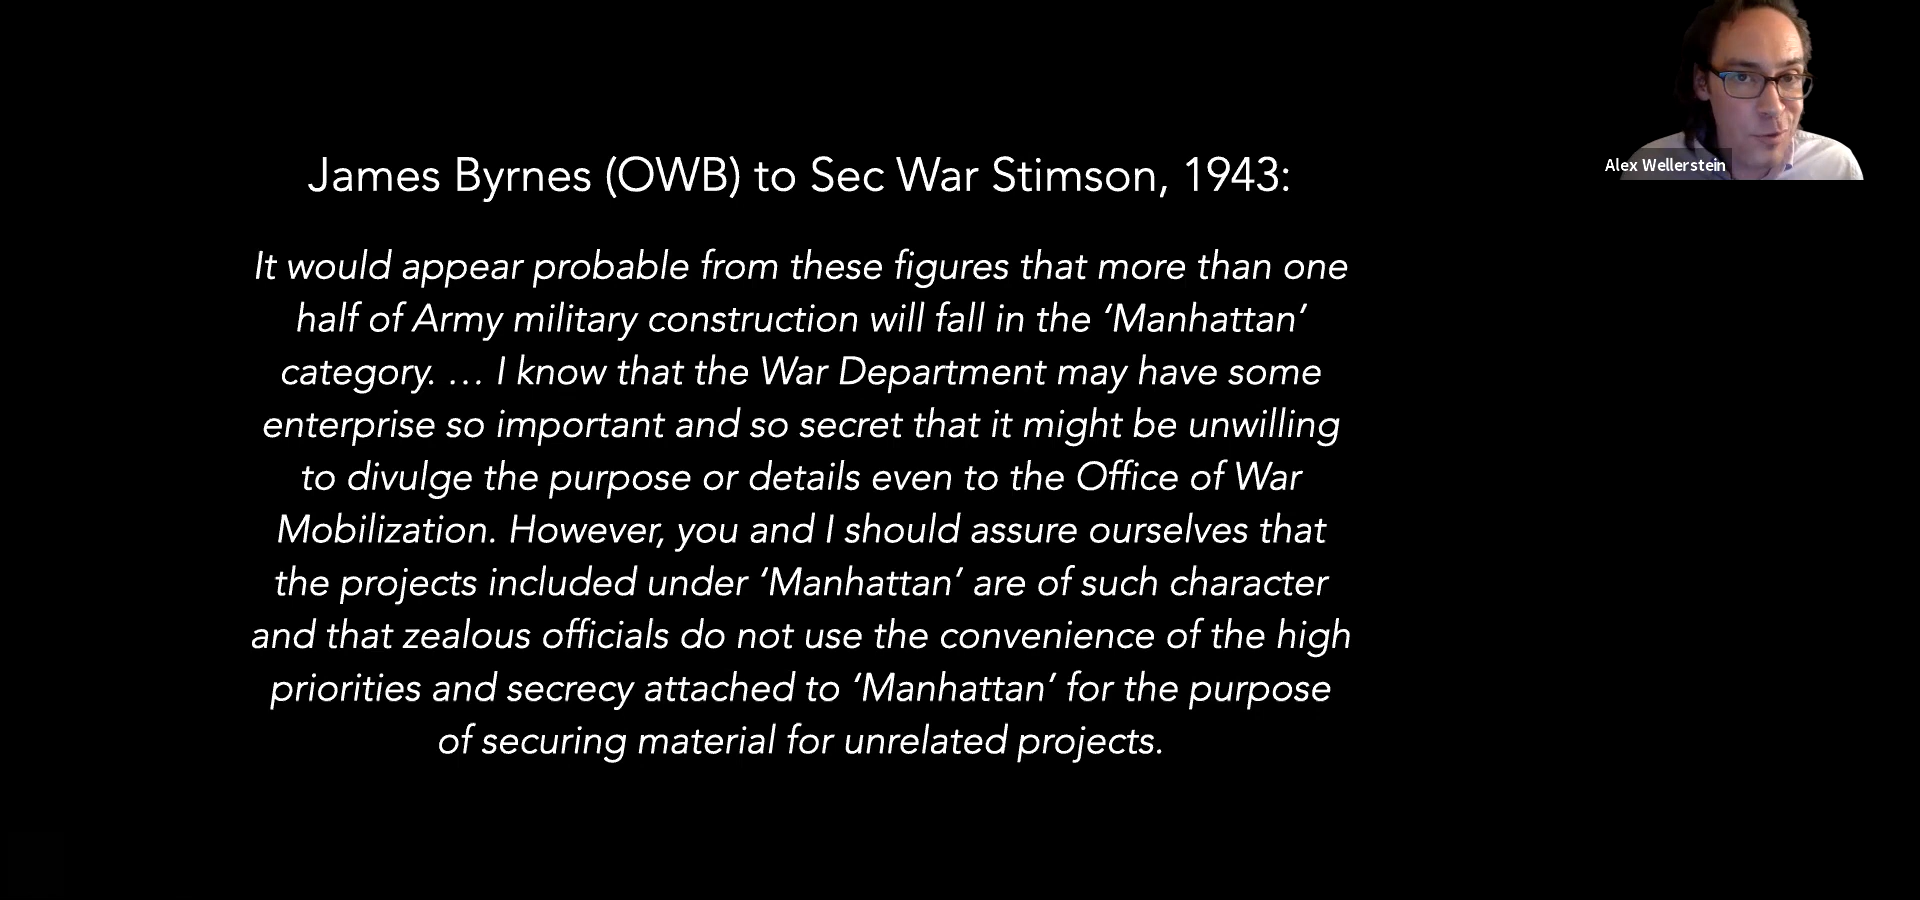 James Byrnes (OWB) to Sec War Stimson, 1943:
It would appear probable from these figures that more than one
half of Army military construction will fall in the ‘Manhattan’
category. … I know that the War Department may have some
enterprise so important and so secret that it might be unwilling
to divulge the purpose or details even to the Office of War
Mobilization. However, you and I should assure ourselves that
the projects included under ‘Manhattan’ are of such character
and that zealous officials do not use the convenience of the high
priorities and secrecy attached to ‘Manhattan’ for the purpose
of securing material for unrelated projects.
Alex Wellerstein